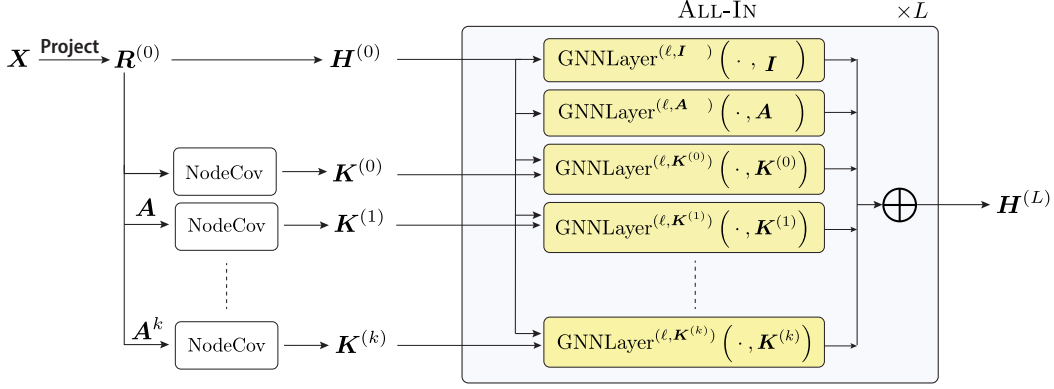 ALL-IN ×L
X Project R^(0) H^(0) GNNLayer^(ℓ,I) ( · , I )
GNNLayer^(ℓ,A) ( · , A )
NodeCov K^(0) GNNLayer^(ℓ,K^(0)) ( · , K^(0) )
A NodeCov K^(1) GNNLayer^(ℓ,K^(1)) ( · , K^(1) )
⊕ H^(L)
A^k NodeCov K^(k) GNNLayer^(ℓ,K^(k)) ( · , K^(k) )